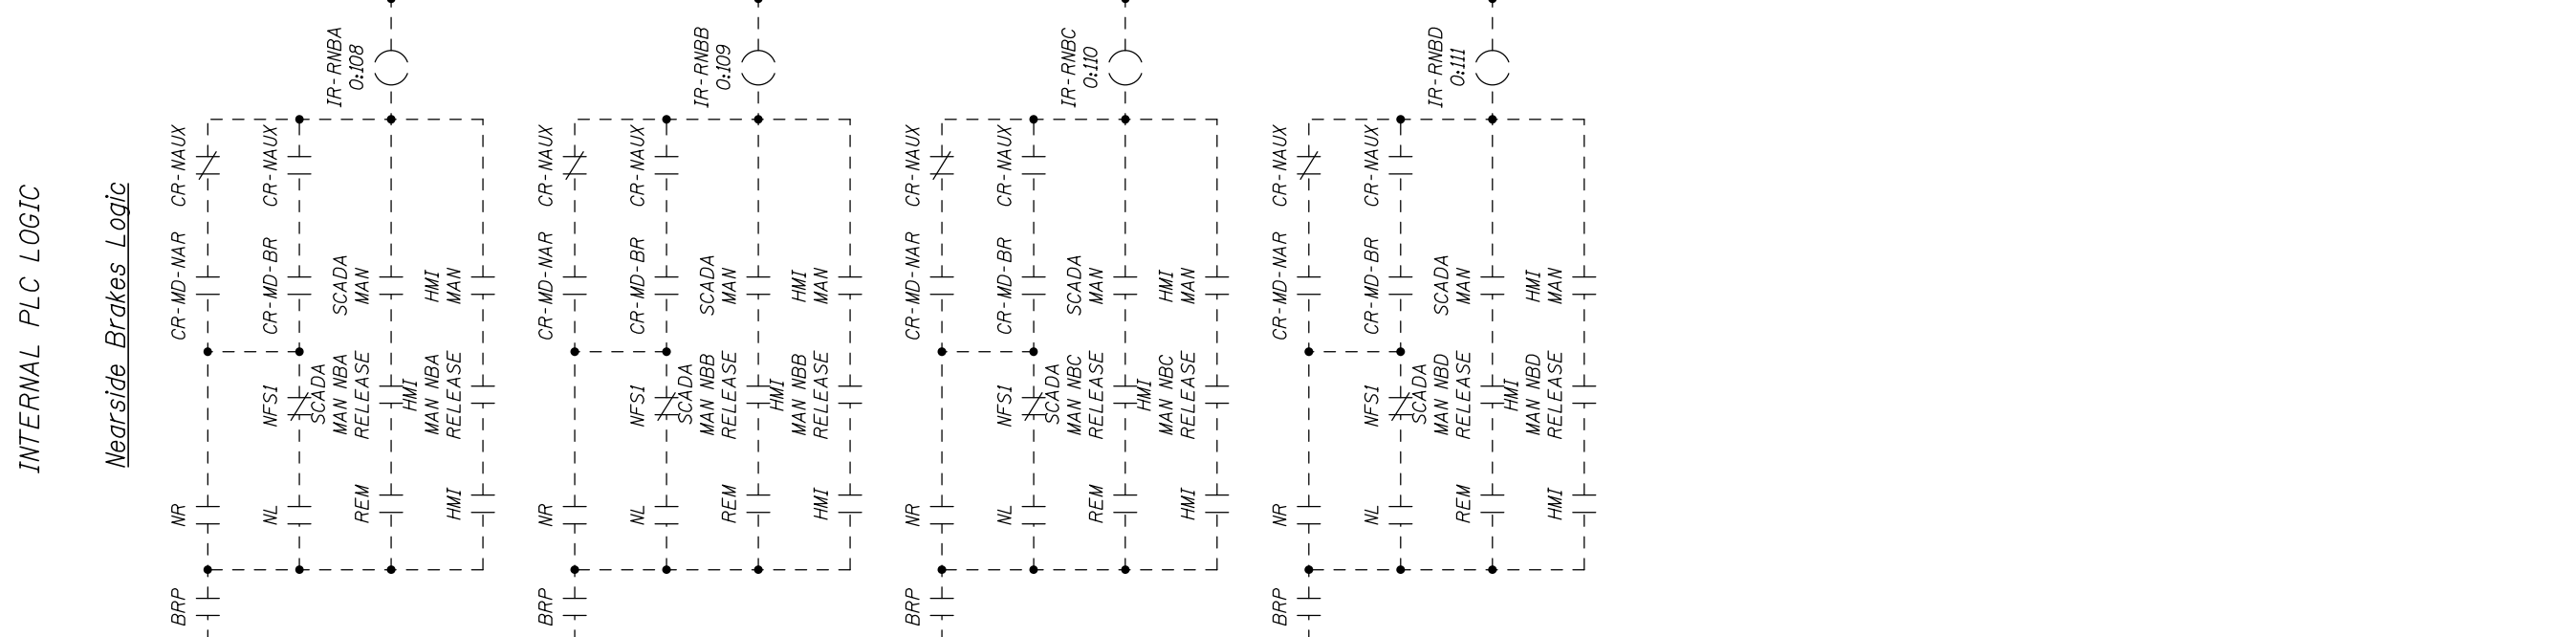 INTERNAL PLC LOGIC
Nearside Brakes Logic
BRP
NR
CR-MD-NAR
CR-NAUX
NL
NFS1
CR-MD-BR
CR-NAUX
REM
SCADA
MAN NBA
RELEASE
SCADA
MAN
IR-RNBA
O:108
HMI
HMI
MAN NBA
RELEASE
HMI
MAN
BRP
NR
CR-MD-NAR
CR-NAUX
NL
NFS1
CR-MD-BR
CR-NAUX
REM
SCADA
MAN NBB
RELEASE
SCADA
MAN
IR-RNBB
O:109
HMI
HMI
MAN NBB
RELEASE
HMI
MAN
BRP
NR
CR-MD-NAR
CR-NAUX
NL
NFS1
CR-MD-BR
CR-NAUX
REM
SCADA
MAN NBC
RELEASE
SCADA
MAN
IR-RNBC
O:110
HMI
HMI
MAN NBC
RELEASE
HMI
MAN
BRP
NR
CR-MD-NAR
CR-NAUX
NL
NFS1
CR-MD-BR
CR-NAUX
REM
SCADA
MAN NBD
RELEASE
SCADA
MAN
IR-RNBD
O:111
HMI
HMI
MAN NBD
RELEASE
HMI
MAN